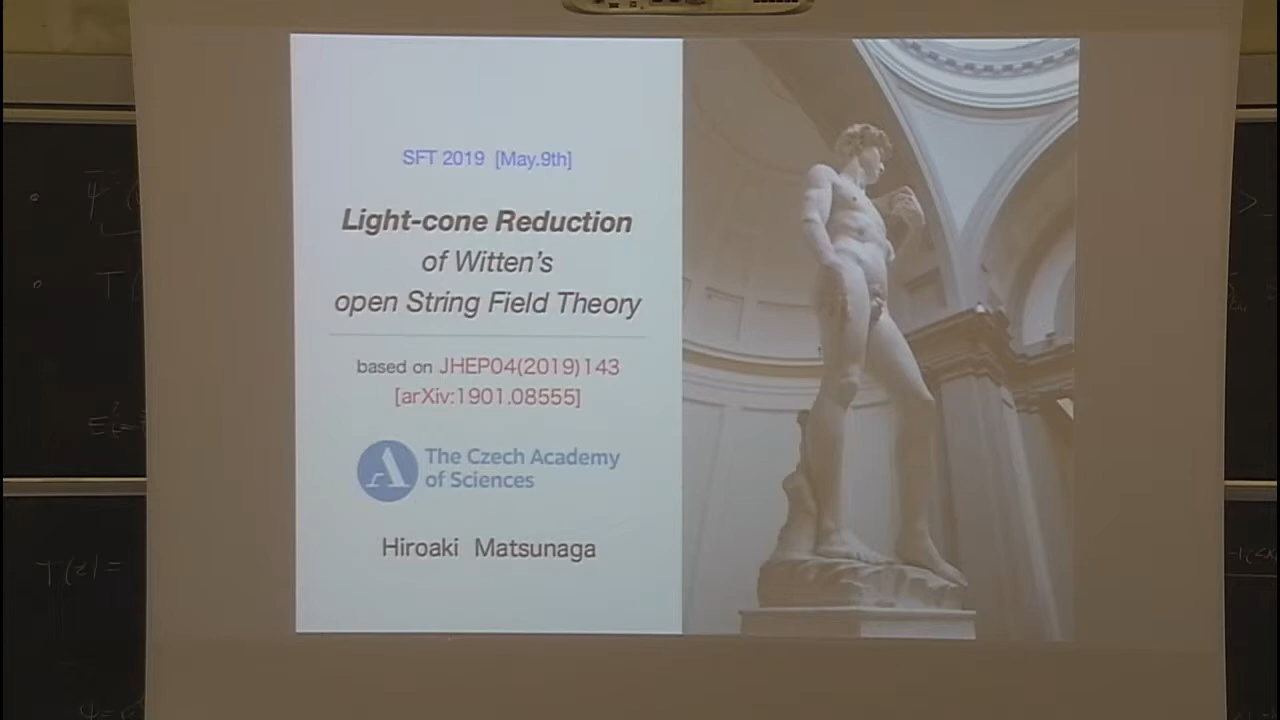 SFT 2019 [May.9th]
Light-cone Reduction
of Witten's
open String Field Theory
based on JHEP04(2019)143
[arXiv:1901.08555]
The Czech Academy
of Sciences
Hiroaki Matsunaga
T(z) =